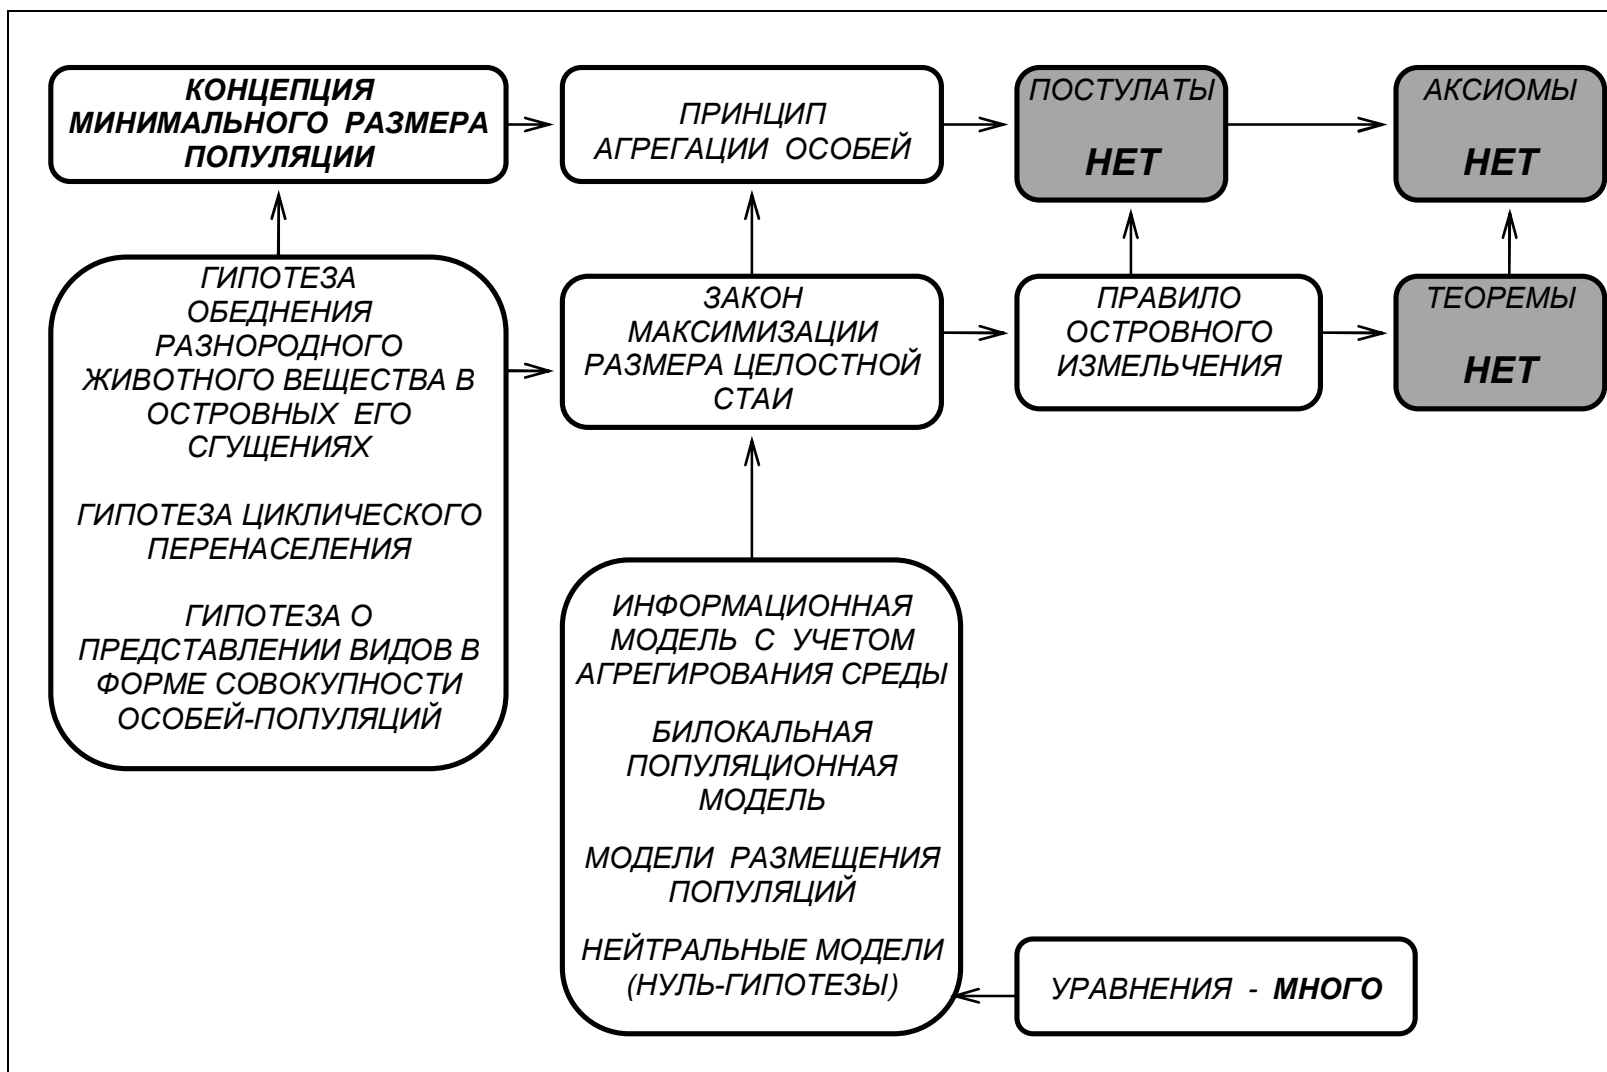 КОНЦЕПЦИЯ
МИНИМАЛЬНОГО РАЗМЕРА
ПОПУЛЯЦИИ
ПРИНЦИП
АГРЕГАЦИИ ОСОБЕЙ
ПОСТУЛАТЫ
НЕТ
АКСИОМЫ
НЕТ
ГИПОТЕЗА
ОБЕДНЕНИЯ
РАЗНОРОДНОГО
ЖИВОТНОГО ВЕЩЕСТВА В
ОСТРОВНЫХ ЕГО
СГУЩЕНИЯХ
ГИПОТЕЗА ЦИКЛИЧЕСКОГО
ПЕРЕНАСЕЛЕНИЯ
ГИПОТЕЗА О
ПРЕДСТАВЛЕНИИ ВИДОВ В
ФОРМЕ СОВОКУПНОСТИ
ОСОБЕЙ-ПОПУЛЯЦИЙ
ЗАКОН
МАКСИМИЗАЦИИ
РАЗМЕРА ЦЕЛОСТНОЙ
СТАИ
ПРАВИЛО
ОСТРОВНОГО
ИЗМЕЛЬЧЕНИЯ
ТЕОРЕМЫ
НЕТ
ИНФОРМАЦИОННАЯ
МОДЕЛЬ С УЧЕТОМ
АГРЕГИРОВАНИЯ СРЕДЫ
БИЛОКАЛЬНАЯ
ПОПУЛЯЦИОННАЯ
МОДЕЛЬ
МОДЕЛИ РАЗМЕЩЕНИЯ
ПОПУЛЯЦИЙ
НЕЙТРАЛЬНЫЕ МОДЕЛИ
(НУЛЬ-ГИПОТЕЗЫ)
УРАВНЕНИЯ - МНОГО